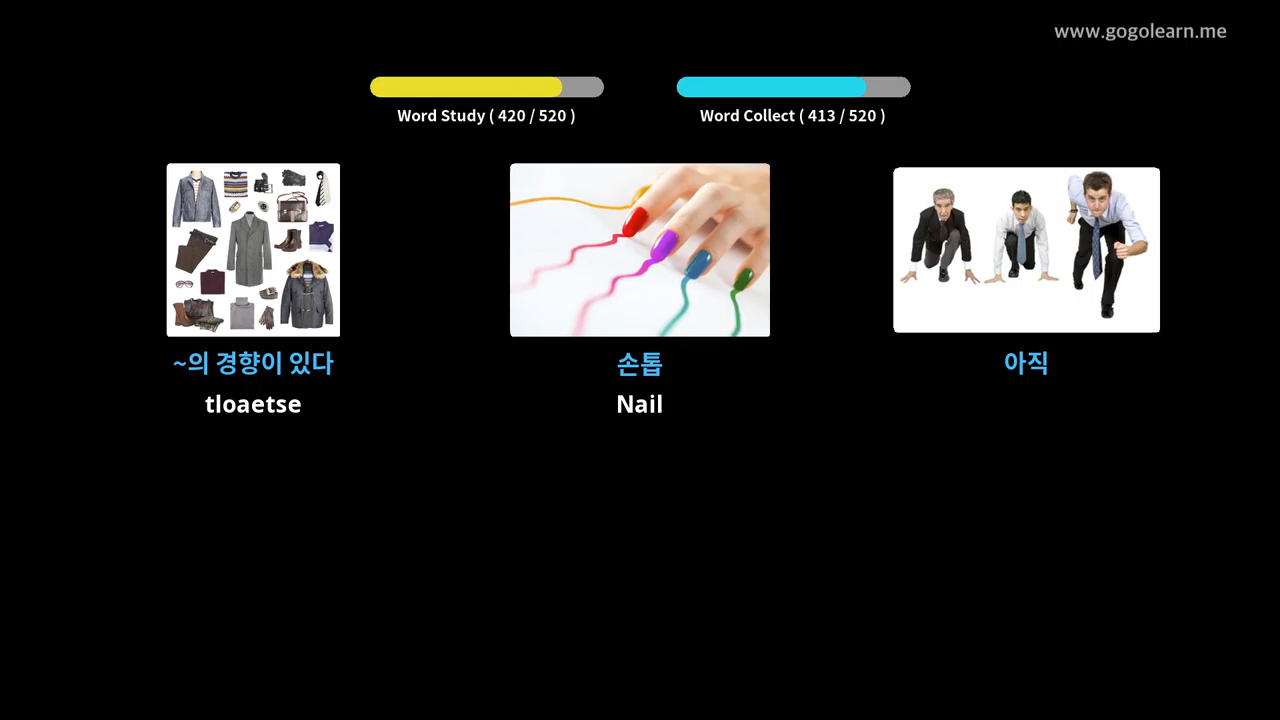 www.gogolearn.me
Word Study ( 420 / 520 )
Word Collect ( 413 / 520 )
~의 경향이 있다
손톱
아직
tloaetse
Nail